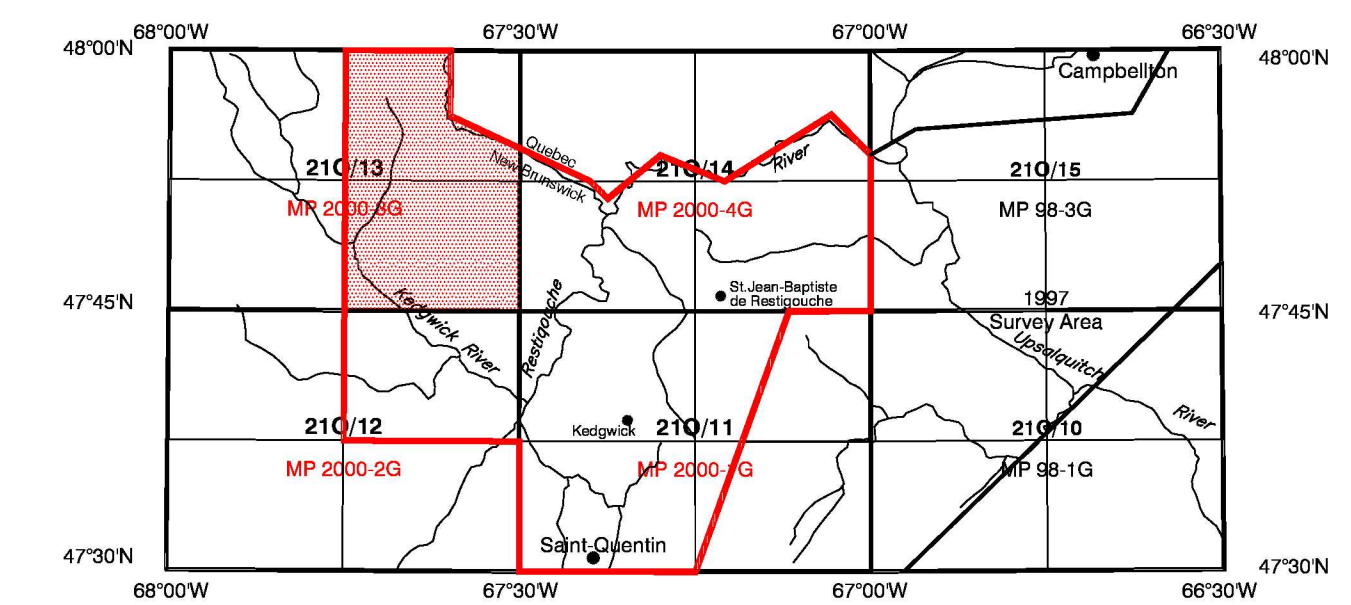 68°00'W 67°30'W 67°00'W 66°30'W
48°00'N 48°00'N
Campbellton
Quebec
New Brunswick
River
21O/13 21O/14 21O/15
MP 2000-3G MP 2000-4G MP 98-3G
St.Jean-Baptiste
de Restigouche
1997
Survey Area
47°45'N 47°45'N
Kedgwick River
Restigouche
Upsalquitch
River
Kedgwick
21O/12 21O/11 21O/10
MP 2000-2G MP 2000-1G MP 98-1G
Saint-Quentin
47°30'N 47°30'N
68°00'W 67°30'W 67°00'W 66°30'W